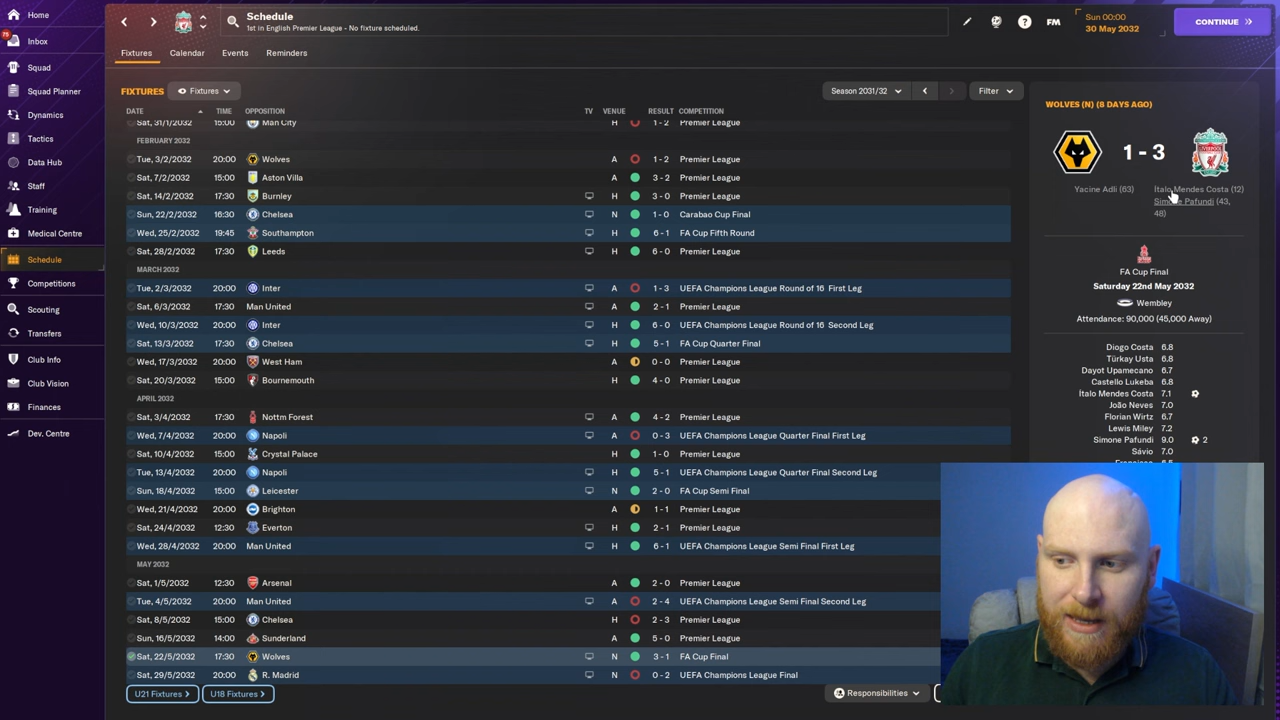 Home
Schedule
1st in English Premier League - No fixture scheduled.
FM
Sun 00:00
30 May 2032
CONTINUE
75
Inbox
Fixtures
Calendar
Events
Reminders
Squad
Squad Planner
Dynamics
Tactics
Data Hub
Staff
Training
Medical Centre
Schedule
Competitions
Scouting
Transfers
Club Info
Club Vision
Finances
Dev. Centre
FIXTURES
Fixtures
Season 2031/32
Filter
DATE TIME OPPOSITION TV VENUE RESULT COMPETITION
Sat, 31/1/2032 15:00 Man City H 1 - 2 Premier League
FEBRUARY 2032
Tue, 3/2/2032 20:00 Wolves A 1 - 2 Premier League
Sat, 7/2/2032 15:00 Aston Villa A 3 - 2 Premier League
Sat, 14/2/2032 17:30 Burnley H 3 - 0 Premier League
Sun, 22/2/2032 16:30 Chelsea N 1 - 0 Carabao Cup Final
Wed, 25/2/2032 19:45 Southampton H 6 - 1 FA Cup Fifth Round
Sat, 28/2/2032 17:30 Leeds H 6 - 0 Premier League
MARCH 2032
Tue, 2/3/2032 20:00 Inter A 1 - 3 UEFA Champions League Round of 16 First Leg
Sat, 6/3/2032 17:30 Man United A 2 - 1 Premier League
Wed, 10/3/2032 20:00 Inter H 6 - 0 UEFA Champions League Round of 16 Second Leg
Sat, 13/3/2032 17:30 Chelsea H 5 - 1 FA Cup Quarter Final
Wed, 17/3/2032 20:00 West Ham A 0 - 0 Premier League
Sat, 20/3/2032 15:00 Bournemouth H 4 - 0 Premier League
APRIL 2032
Sat, 3/4/2032 17:30 Nottm Forest A 4 - 2 Premier League
Wed, 7/4/2032 20:00 Napoli A 0 - 3 UEFA Champions League Quarter Final First Leg
Sat, 10/4/2032 15:00 Crystal Palace H 1 - 0 Premier League
Tue, 13/4/2032 20:00 Napoli H 5 - 1 UEFA Champions League Quarter Final Second Leg
Sun, 18/4/2032 15:00 Leicester N 2 - 0 FA Cup Semi Final
Wed, 21/4/2032 20:00 Brighton A 1 - 1 Premier League
Sat, 24/4/2032 12:30 Everton H 2 - 1 Premier League
Wed, 28/4/2032 20:00 Man United H 6 - 1 UEFA Champions League Semi Final First Leg
MAY 2032
Sat, 1/5/2032 12:30 Arsenal A 2 - 0 Premier League
Tue, 4/5/2032 20:00 Man United A 2 - 4 UEFA Champions League Semi Final Second Leg
Sat, 8/5/2032 15:00 Chelsea H 2 - 3 Premier League
Sun, 16/5/2032 14:00 Sunderland A 5 - 0 Premier League
Sat, 22/5/2032 17:30 Wolves N 3 - 1 FA Cup Final
Sat, 29/5/2032 20:00 R. Madrid N 0 - 2 UEFA Champions League Final
U21 Fixtures
U18 Fixtures
Responsibilities
WOLVES (N) (8 DAYS AGO)
1 - 3
Yacine Adli (63)
Ítalo Mendes Costa (12)
Simone Pafundi (43,
48)
FA Cup Final
Saturday 22nd May 2032
Wembley
Attendance: 90,000 (45,000 Away)
Diogo Costa 6.8
Türkay Usta 6.8
Dayot Upamecano 6.7
Castello Lukeba 6.8
Ítalo Mendes Costa 7.1
João Neves 7.0
Florian Wirtz 6.7
Lewis Miley 7.2
Simone Pafundi 9.0 2
Sávio 7.0